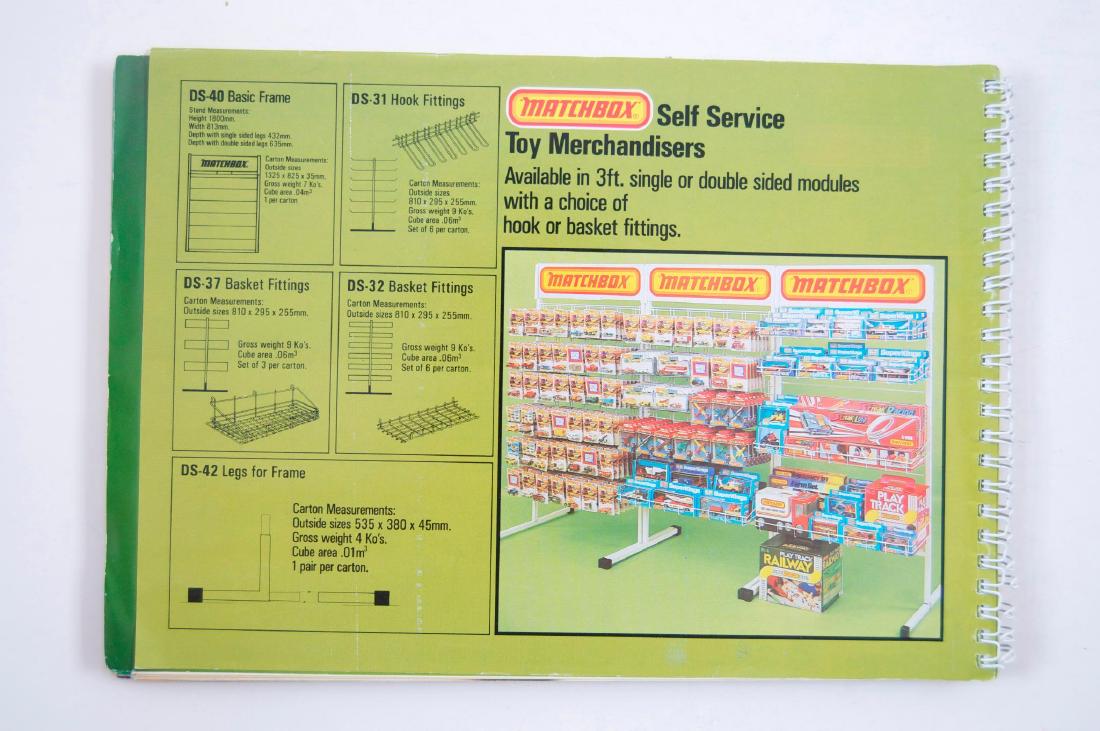 DS-40 Basic Frame
Stand Measurements:
Height 1800mm.
Width 813mm.
Depth with single sided legs 432mm.
Depth with double sided legs 635mm.
MATCHBOX
Carton Measurements:
Outside sizes
1325 x 825 x 35mm.
Gross weight 7 Ko's.
Cube area .04m³
1 per carton
DS-31 Hook Fittings
Carton Measurements:
Outside sizes
810 x 295 x 255mm.
Gross weight 9 Ko's.
Cube area .06m³
Set of 6 per carton.
DS-37 Basket Fittings
Carton Measurements:
Outside sizes 810 x 295 x 255mm.
Gross weight 9 Ko's.
Cube area .06m³
Set of 3 per carton.
DS-32 Basket Fittings
Carton Measurements:
Outside sizes 810 x 295 x 255mm.
Gross weight 9 Ko's.
Cube area .06m³
Set of 6 per carton.
DS-42 Legs for Frame
Carton Measurements:
Outside sizes 535 x 380 x 45mm.
Gross weight 4 Ko's.
Cube area .01m³
1 pair per carton.
MATCHBOX Self Service
Toy Merchandisers
Available in 3ft. single or double sided modules
with a choice of
hook or basket fittings.
MATCHBOX MATCHBOX MATCHBOX
SuperKings
Racing
PLAY
TRACK
PLAY TRACK
RAILWAY